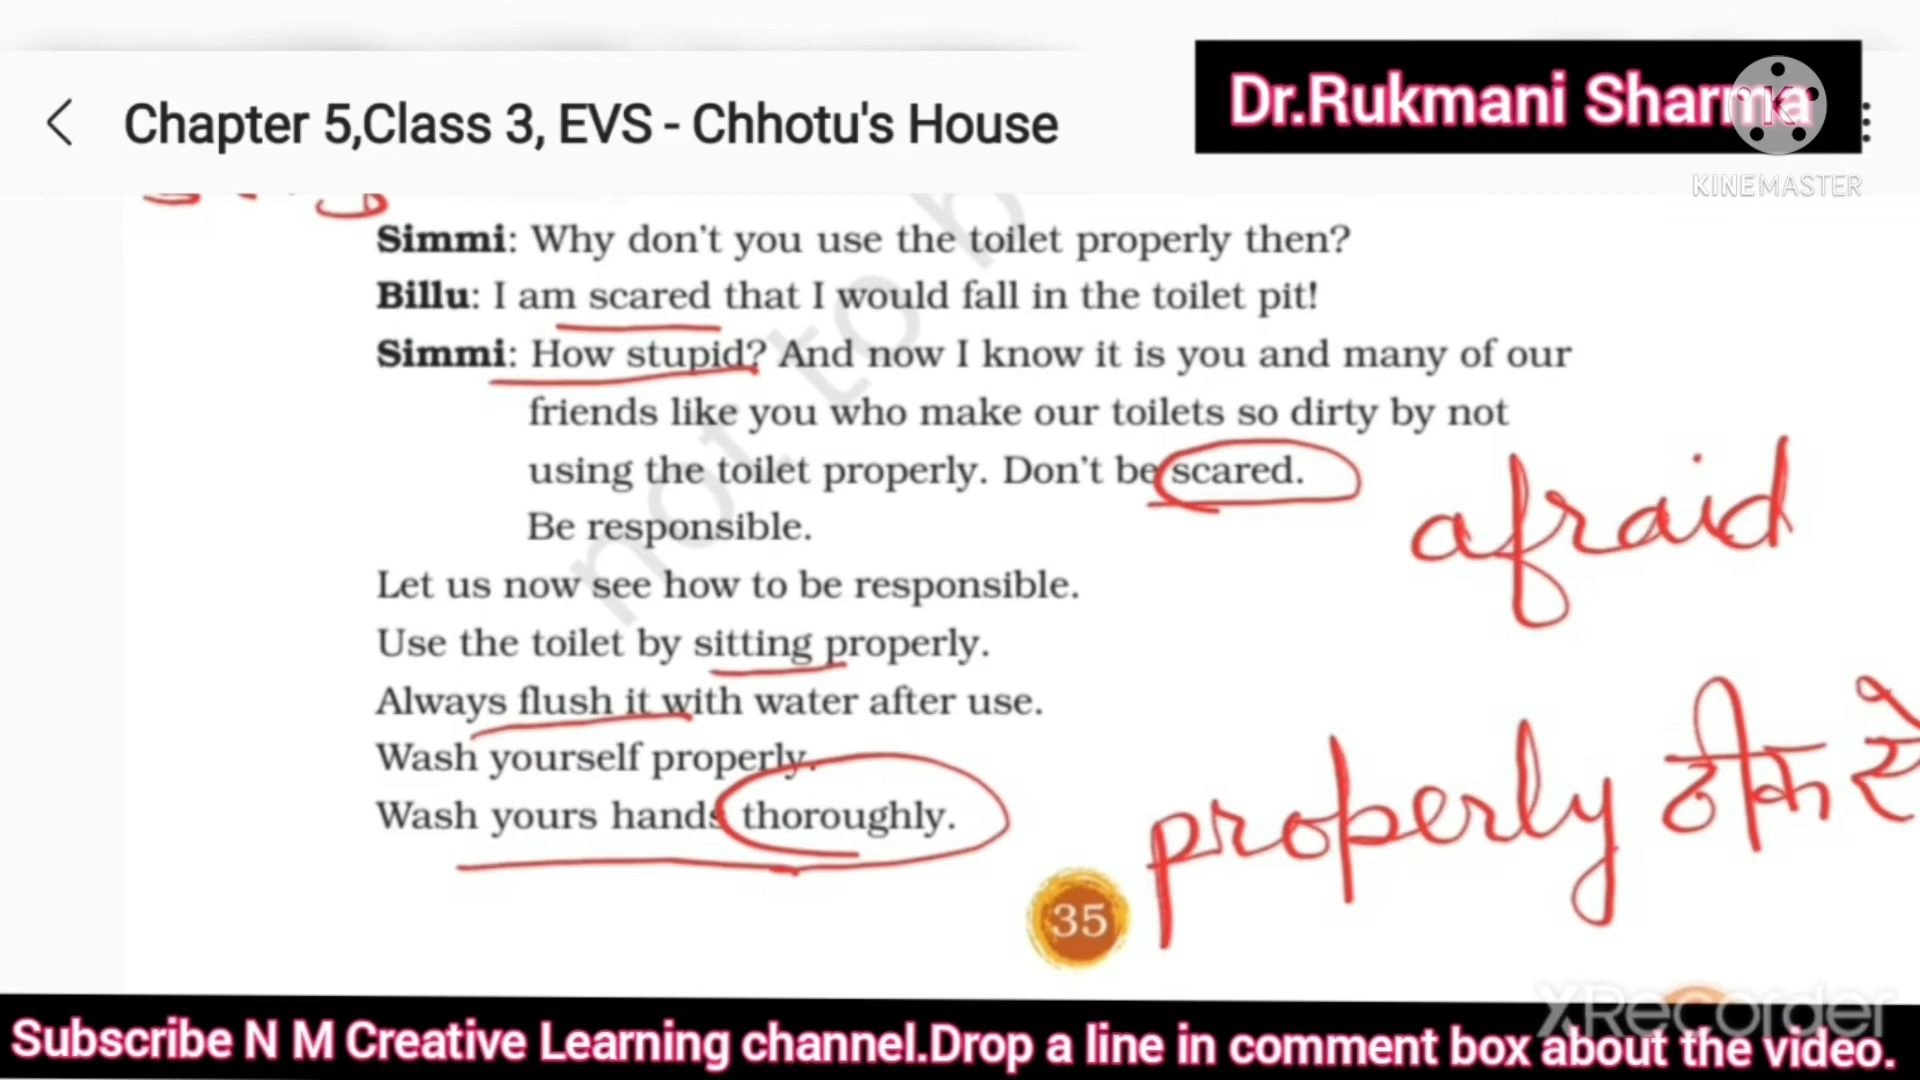 Dr.Rukmani Sharma
Chapter 5,Class 3, EVS - Chhotu's House
K
KINEMASTER
Simmi: Why don't you use the toilet properly then?
Billu: I am scared that I would fall in the toilet pit!
Simmi: How stupid? And now I know it is you and many of our
friends like you who make our toilets so dirty by not
using the toilet properly. Don't be scared.
afraid
Be responsible.
Let us now see how to be responsible.
Use the toilet by sitting properly.
Always flush it with water after use.
Wash yourself properly.
Wash yours hands thoroughly.
properly ठीक से
35
not to b
XRecorder
Subscribe N M Creative Learning channel.Drop a line in comment box about the video.